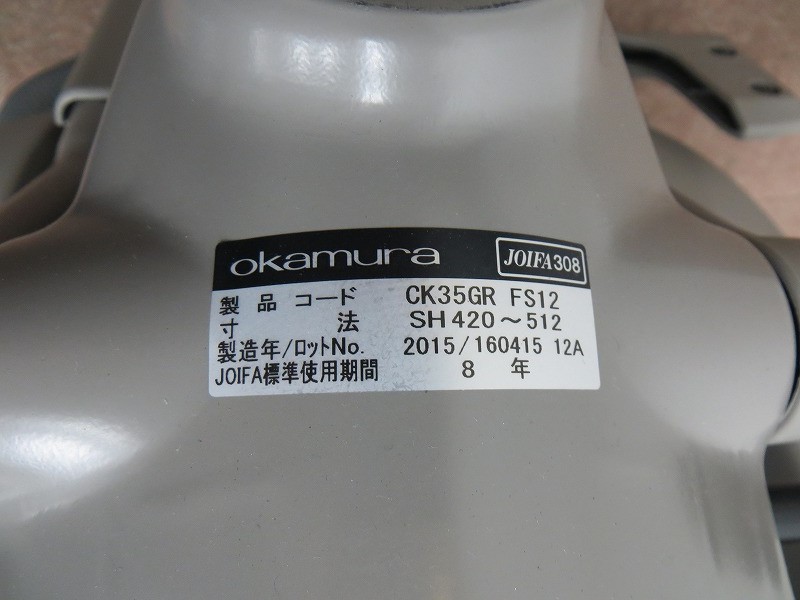 okamura JOIFA308
製品コード CK35GR FS12
寸法 SH420～512
製造年/ロットNo. 2015/160415 12A
JOIFA標準使用期間 8年